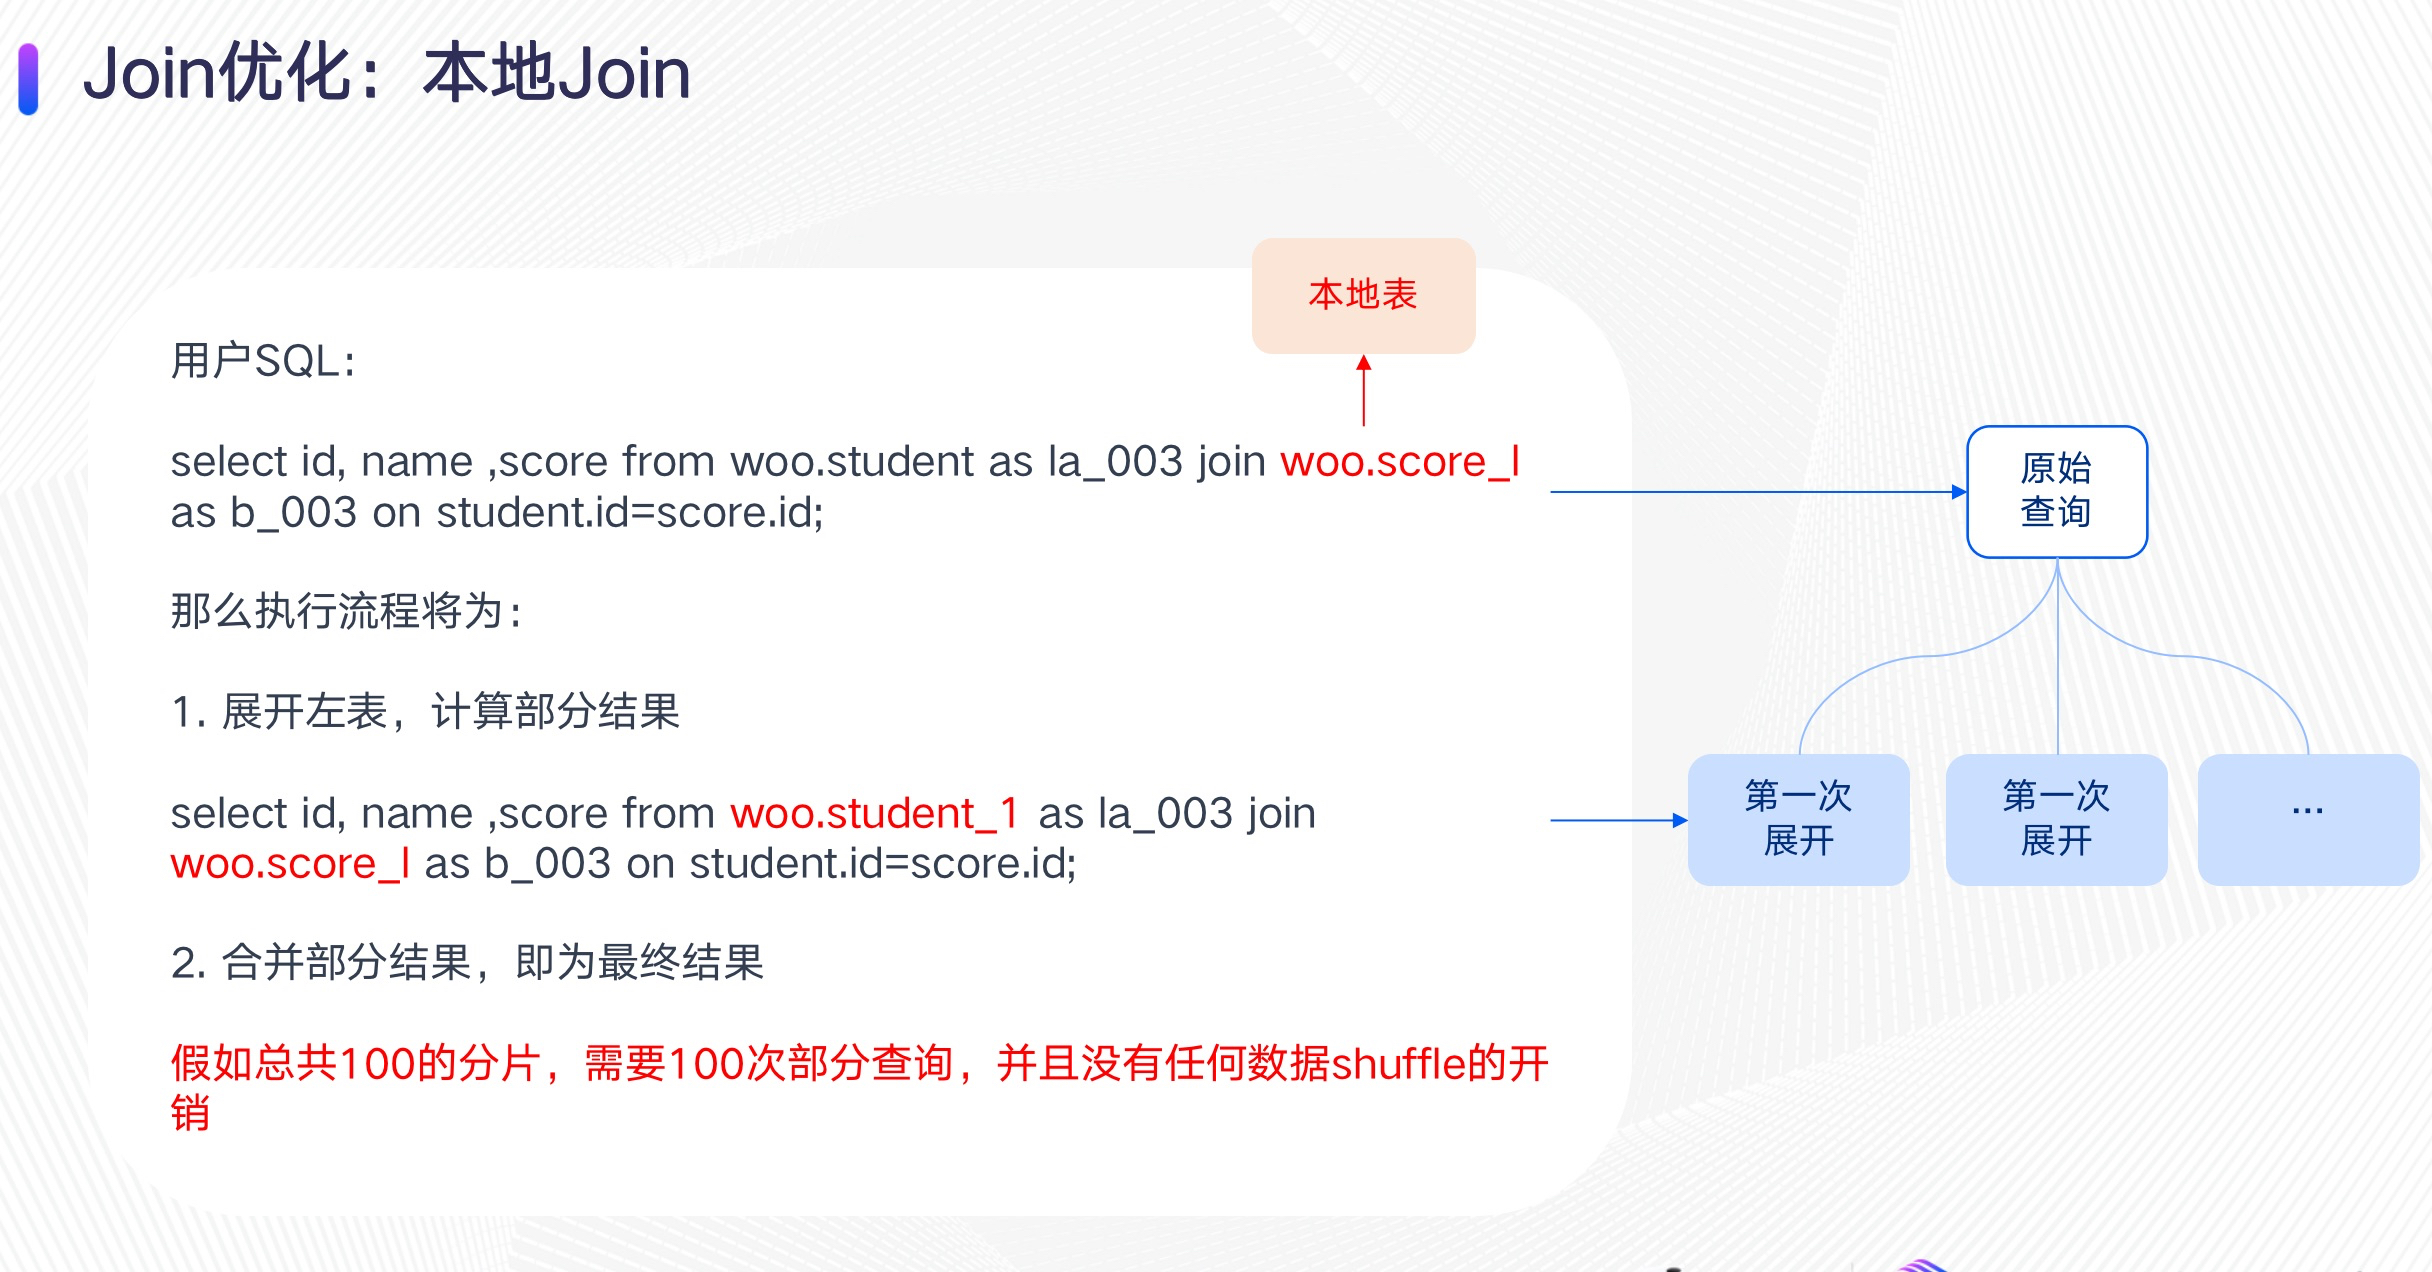 Join优化：本地Join
本地表
用户SQL：
select id, name ,score from woo.student as la_003 join woo.score_l
as b_003 on student.id=score.id;
原始
查询
那么执行流程将为：
1. 展开左表，计算部分结果
select id, name ,score from woo.student_1 as la_003 join
woo.score_l as b_003 on student.id=score.id;
第一次
展开
第一次
展开
...
2. 合并部分结果，即为最终结果
假如总共100的分片，需要100次部分查询，并且没有任何数据shuffle的开
销